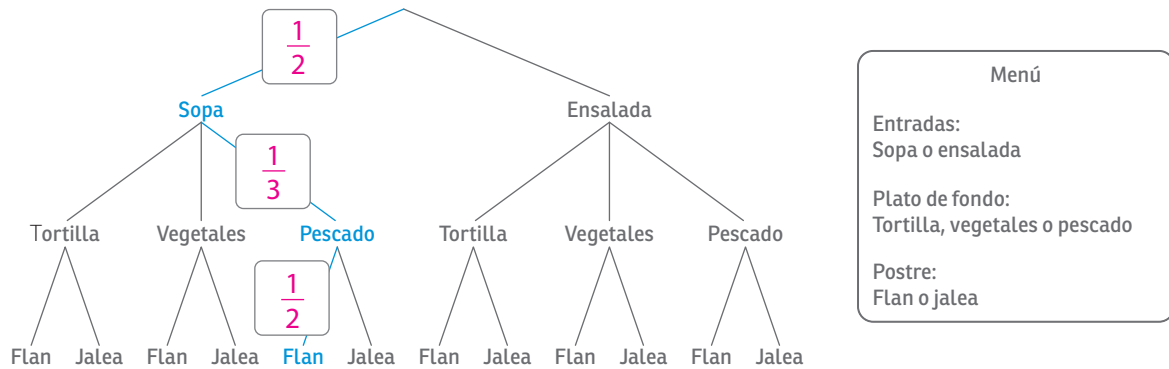 1
2
Sopa Ensalada
1
3
Tortilla Vegetales Pescado Tortilla Vegetales Pescado
1
2
Flan Jalea Flan Jalea Flan Jalea Flan Jalea Flan Jalea Flan Jalea
Menú
Entradas:
Sopa o ensalada
Plato de fondo:
Tortilla, vegetales o pescado
Postre:
Flan o jalea